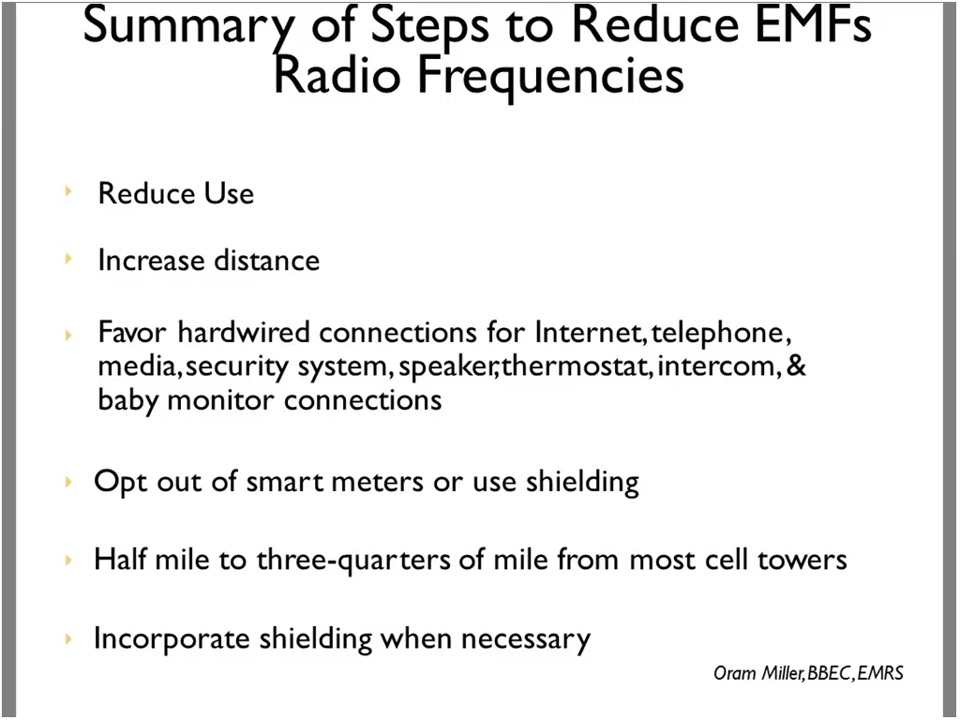 Summary of Steps to Reduce EMFs
Radio Frequencies
Reduce Use
Increase distance
Favor hardwired connections for Internet, telephone,
media, security system, speaker, thermostat, intercom, &
baby monitor connections
Opt out of smart meters or use shielding
Half mile to three-quarters of mile from most cell towers
Incorporate shielding when necessary
Oram Miller, BBEC, EMRS